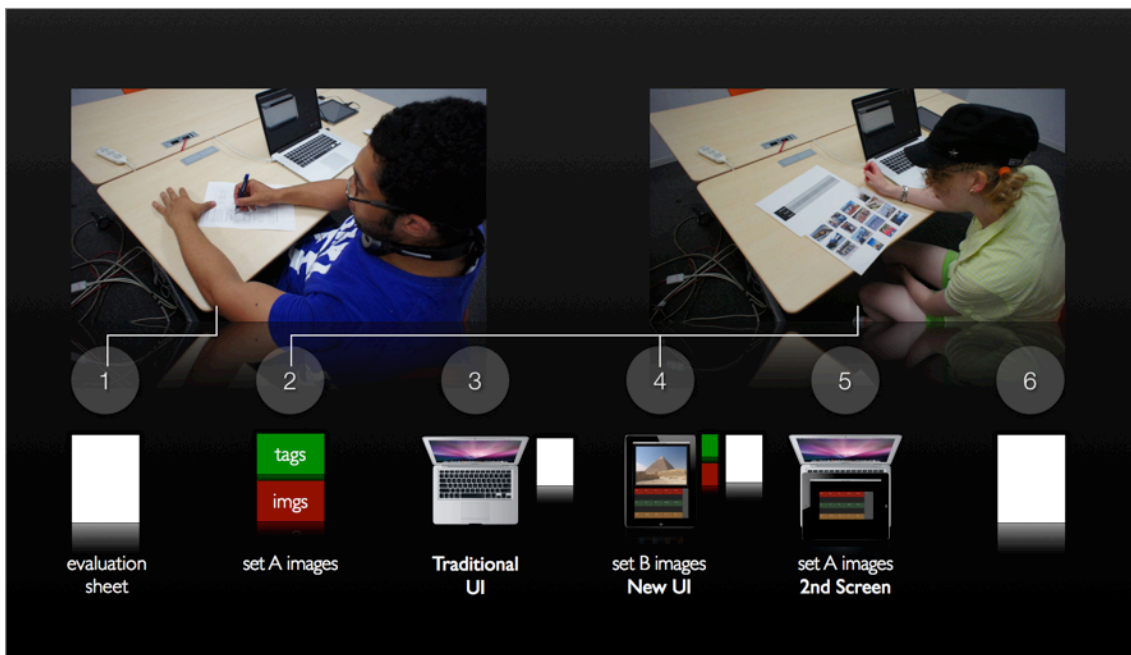 1
2
3
4
5
6
tags
imgs
evaluation
sheet
set A images
Traditional
UI
set B images
New UI
set A images
2nd Screen